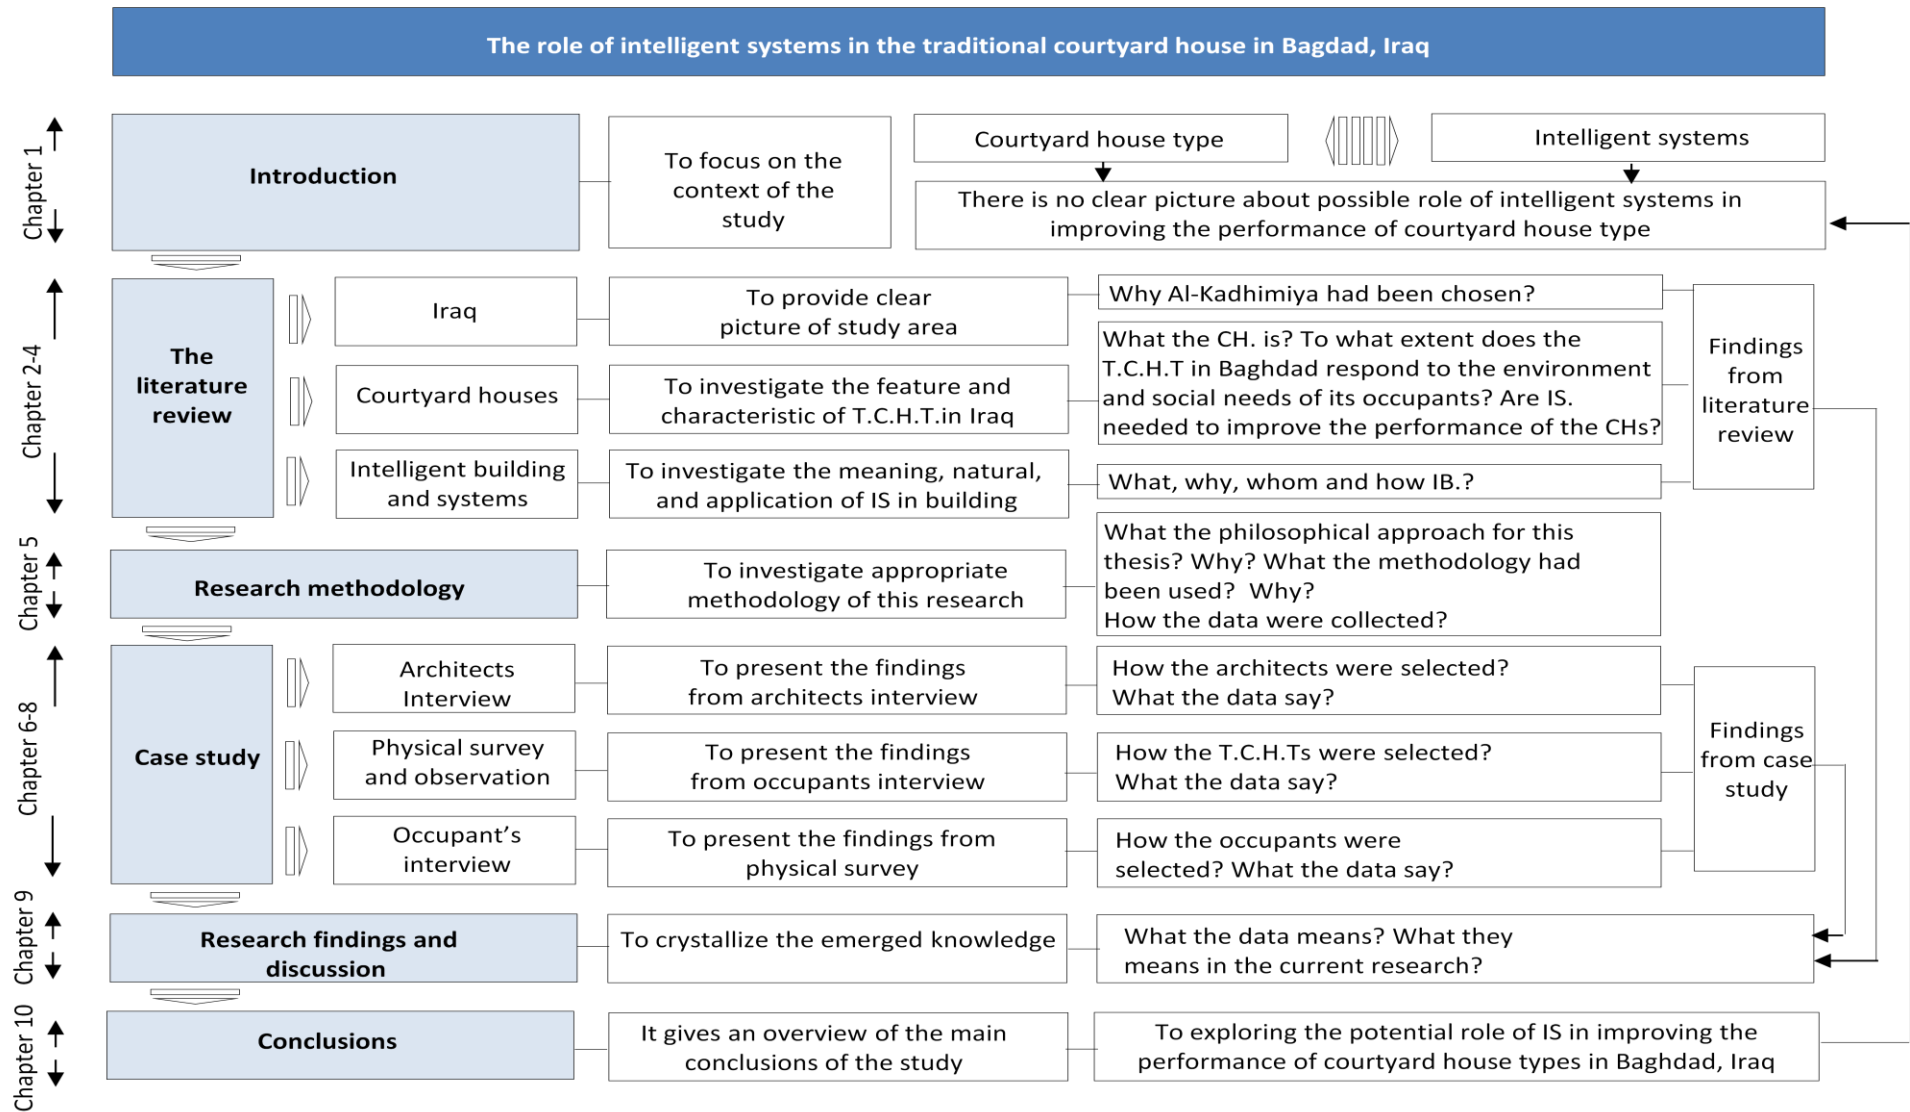 The role of intelligent systems in the traditional courtyard house in Bagdad, Iraq
Chapter 1
Introduction
To focus on the
context of the
study
Courtyard house type
Intelligent systems
There is no clear picture about possible role of intelligent systems in
improving the performance of courtyard house type
Chapter 2-4
The
literature
review
Iraq
To provide clear
picture of study area
Why Al-Kadhimiya had been chosen?
Courtyard houses
To investigate the feature and
characteristic of T.C.H.T.in Iraq
What the CH. is? To what extent does the
T.C.H.T in Baghdad respond to the environment
and social needs of its occupants? Are IS.
needed to improve the performance of the CHs?
Intelligent building
and systems
To investigate the meaning, natural,
and application of IS in building
What, why, whom and how IB.?
Findings
from
literature
review
Chapter 5
Research methodology
To investigate appropriate
methodology of this research
What the philosophical approach for this
thesis? Why? What the methodology had
been used?  Why?
How the data were collected?
Chapter 6-8
Case study
Architects
Interview
To present the findings
from architects interview
How the architects were selected?
What the data say?
Physical survey
and observation
To present the findings
from occupants interview
How the T.C.H.Ts were selected?
What the data say?
Occupant’s
interview
To present the findings from
physical survey
How the occupants were
selected? What the data say?
Findings
from case
study
Chapter 9
Research findings and
discussion
To crystallize the emerged knowledge
What the data means? What they
means in the current research?
Chapter 10
Conclusions
It gives an overview of the main
conclusions of the study
To exploring the potential role of IS in improving the
performance of courtyard house types in Baghdad, Iraq